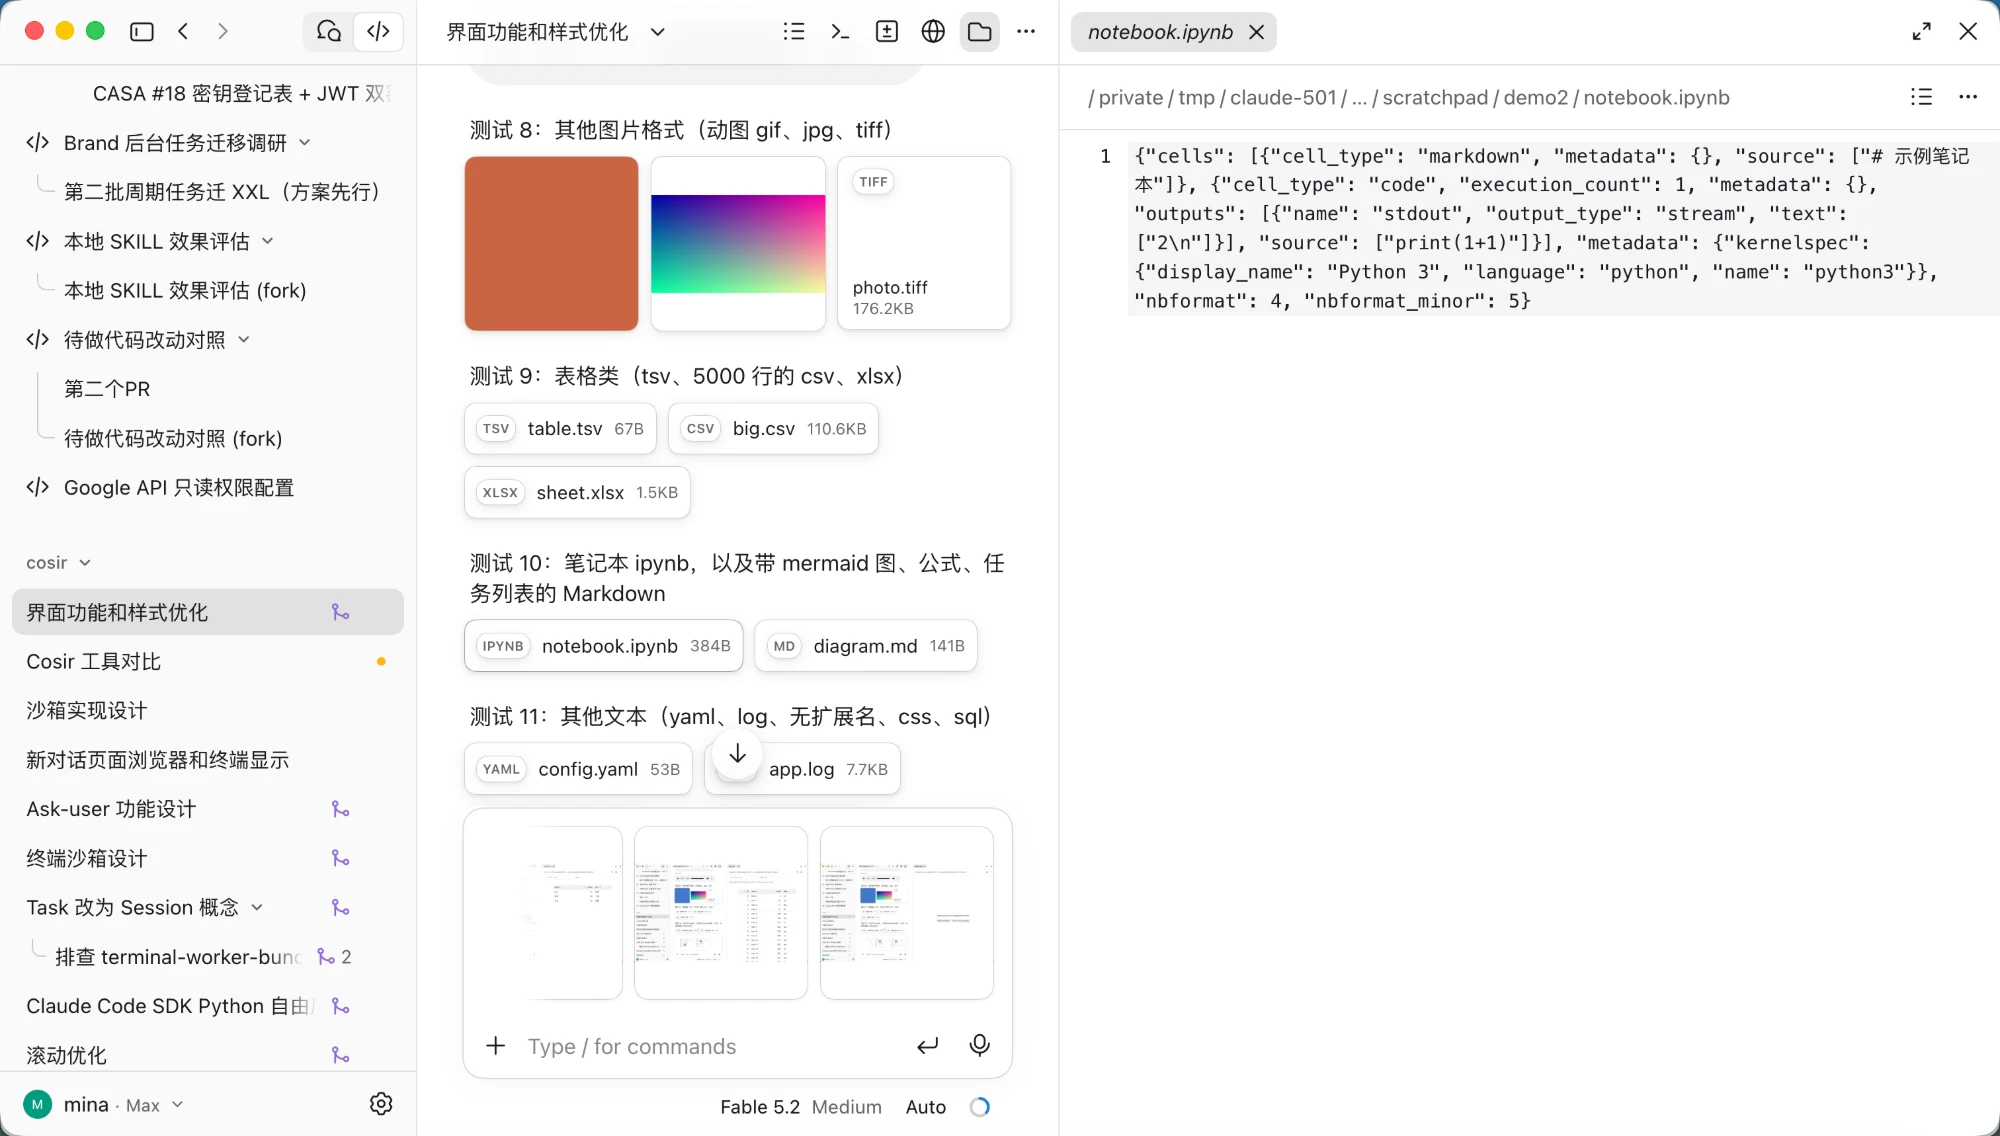 CASA #18 密钥登记表 + JWT 双
Brand 后台任务迁移调研
第二批周期任务迁 XXL（方案先行）
本地 SKILL 效果评估
本地 SKILL 效果评估 (fork)
待做代码改动对照
第二个PR
待做代码改动对照 (fork)
Google API 只读权限配置
cosir
界面功能和样式优化
Cosir 工具对比
沙箱实现设计
新对话页面浏览器和终端显示
Ask-user 功能设计
终端沙箱设计
Task 改为 Session 概念
排查 terminal-worker-bunc
2
Claude Code SDK Python 自由
滚动优化
M
mina · Max
界面功能和样式优化
测试 8：其他图片格式（动图 gif、jpg、tiff）
TIFF
photo.tiff
176.2KB
测试 9：表格类（tsv、5000 行的 csv、xlsx）
TSV table.tsv 67B
CSV big.csv 110.6KB
XLSX sheet.xlsx 1.5KB
测试 10：笔记本 ipynb，以及带 mermaid 图、公式、任
务列表的 Markdown
IPYNB notebook.ipynb 384B
MD diagram.md 141B
测试 11：其他文本（yaml、log、无扩展名、css、sql）
YAML config.yaml 53B
app.log 7.7KB
Type / for commands
Fable 5.2 Medium Auto
notebook.ipynb
/ private / tmp / claude-501 / ... / scratchpad / demo2 / notebook.ipynb
1
{"cells": [{"cell_type": "markdown", "metadata": {}, "source": ["# 示例笔记
本"]}, {"cell_type": "code", "execution_count": 1, "metadata": {},
"outputs": [{"name": "stdout", "output_type": "stream", "text":
["2\n"]}], "source": ["print(1+1)"]}], "metadata": {"kernelspec":
{"display_name": "Python 3", "language": "python", "name": "python3"}},
"nbformat": 4, "nbformat_minor": 5}